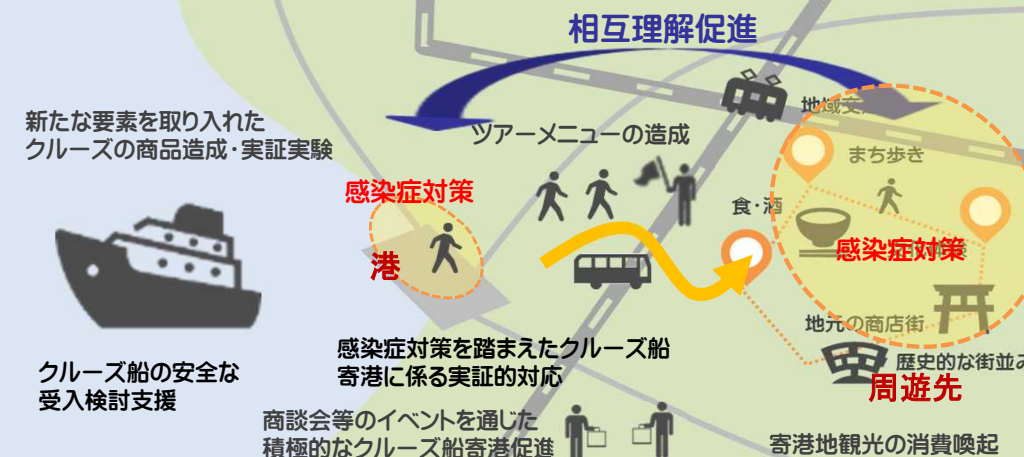 相互理解促進
新たな要素を取り入れた
クルーズの商品造成・実証実験
ツアーメニューの造成
地域交
まち歩き
感染症対策
食・酒
港
感染症対策
地元の商店街
歴史的な街並み
周遊先
クルーズ船の安全な
受入検討支援
感染症対策を踏まえたクルーズ船
寄港に係る実証的対応
商談会等のイベントを通じた
積極的なクルーズ船寄港促進
寄港地観光の消費喚起